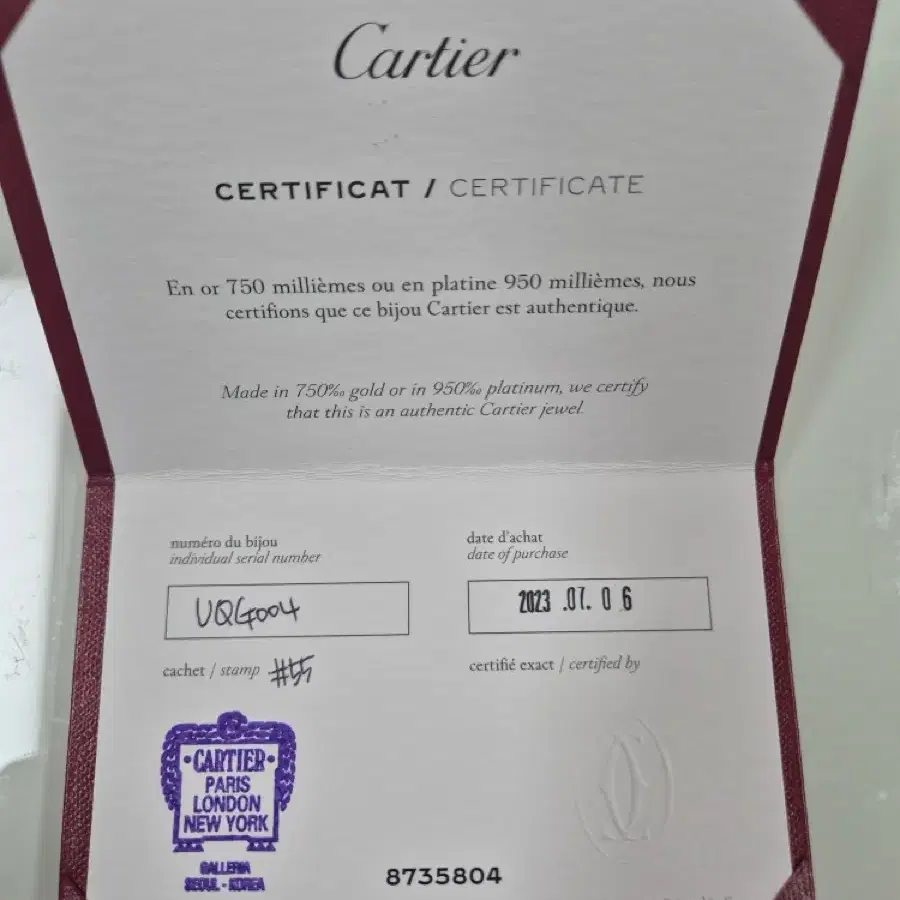 Cartier
CERTIFICAT / CERTIFICATE
En or 750 millièmes ou en platine 950 millièmes, nous
certifions que ce bijou Cartier est authentique.
Made in 750‰ gold or in 950‰ platinum, we certify
that this is an authentic Cartier jewel.
numéro du bijou
individual serial number
UQG004
date d'achat
date of purchase
2023 .07. 0 6
cachet / stamp #55
certifié exact / certified by
•CARTIER•
PARIS
LONDON
NEW YORK
GALLERIA
SEOUL - KOREA
8735804